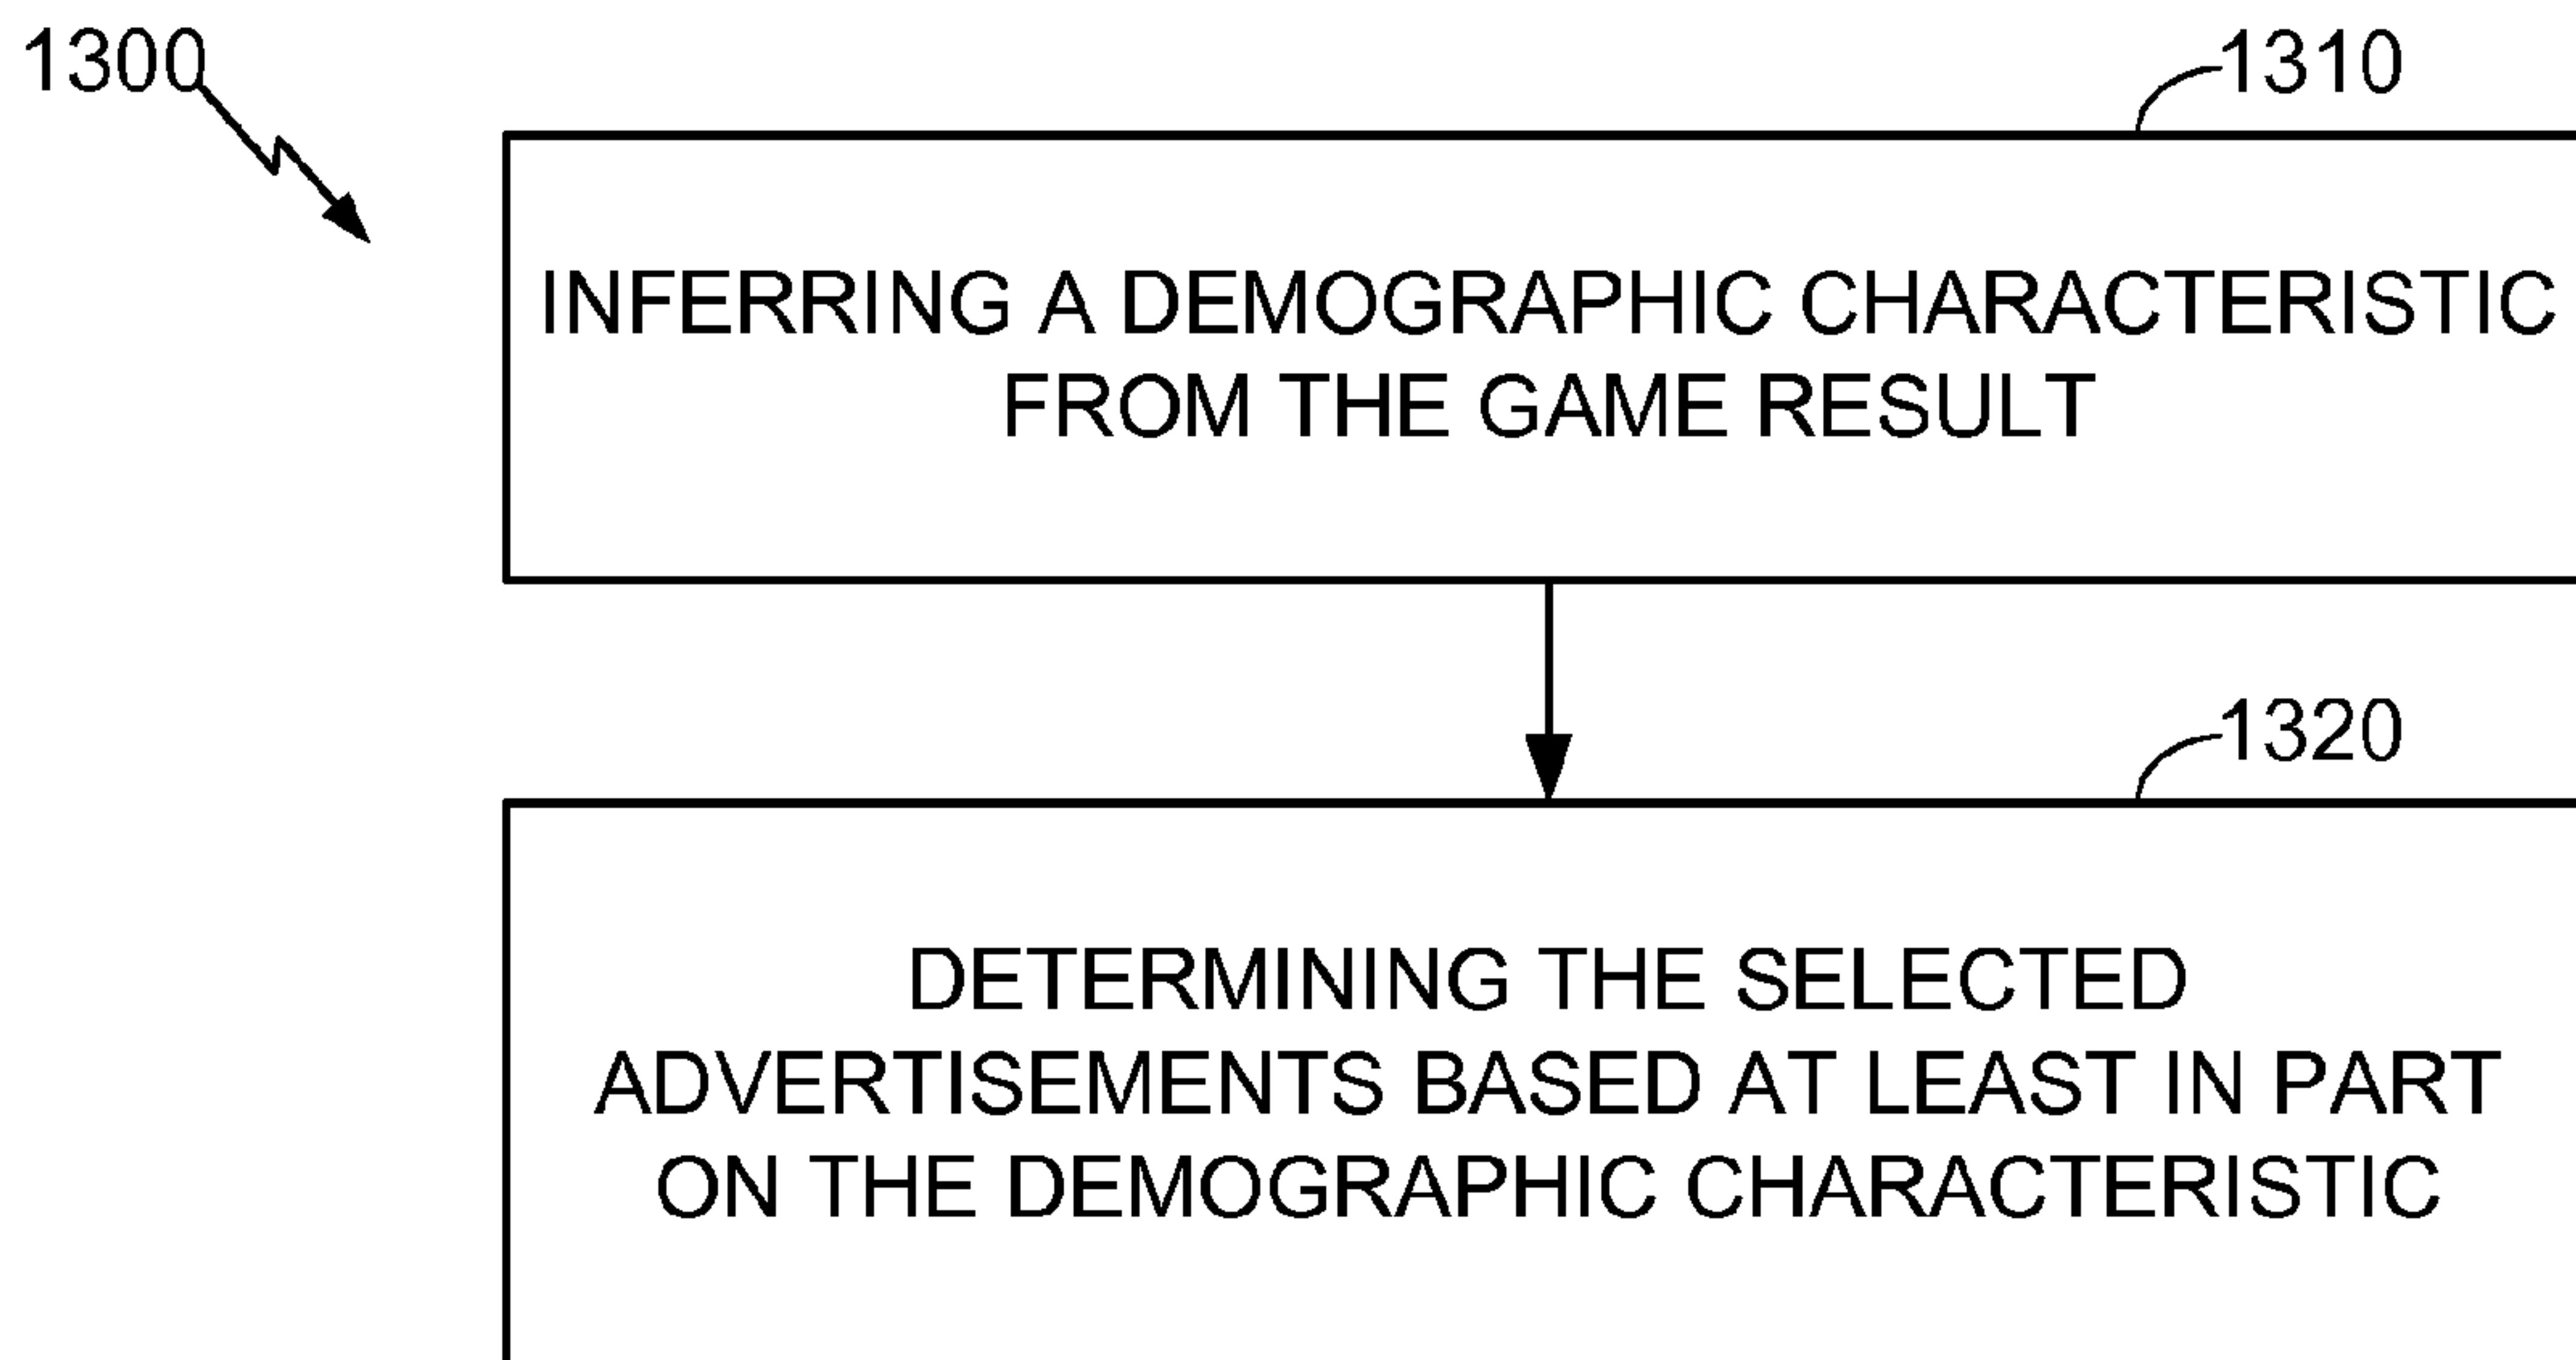 1300
1310
INFERRING A DEMOGRAPHIC CHARACTERISTIC
FROM THE GAME RESULT
1320
DETERMINING THE SELECTED
ADVERTISEMENTS BASED AT LEAST IN PART
ON THE DEMOGRAPHIC CHARACTERISTIC